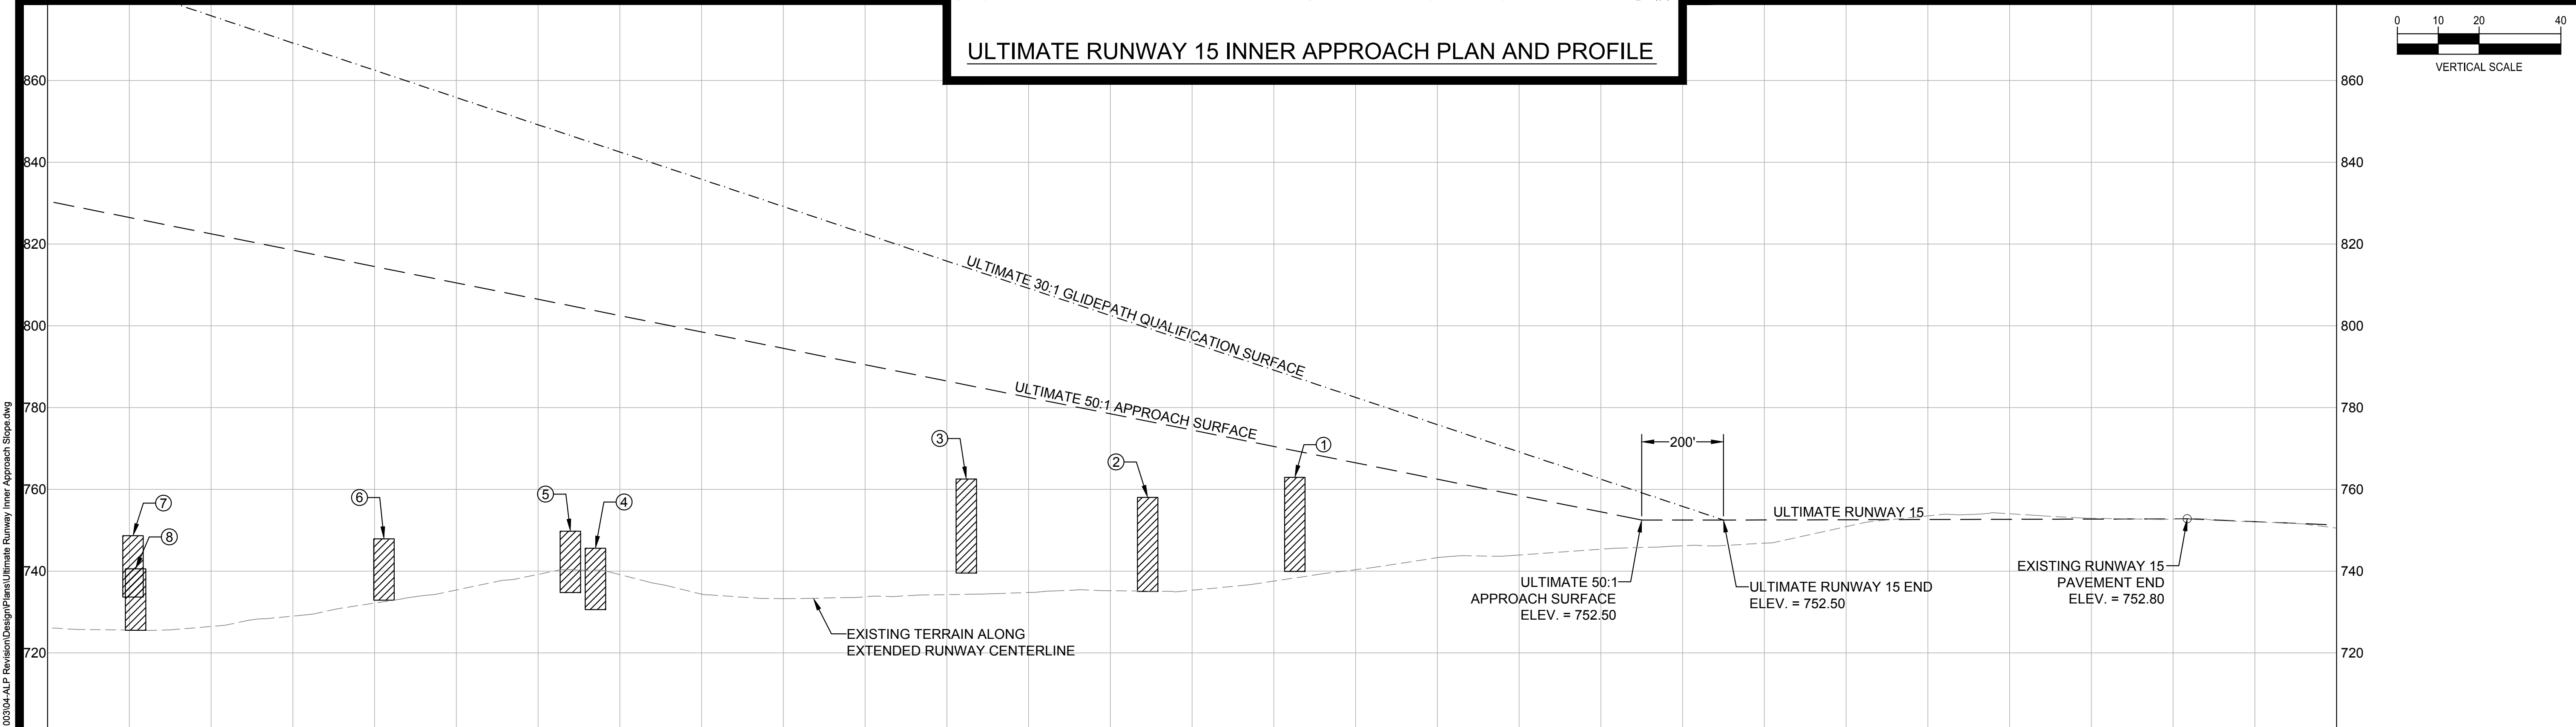 ULTIMATE RUNWAY 15 INNER APPROACH PLAN AND PROFILE
0 10 20 40
VERTICAL SCALE
860 860
840 840
820 820
800 800
780 780
760 760
740 740
720 720
ULTIMATE 30:1 GLIDEPATH QUALIFICATION SURFACE
ULTIMATE 50:1 APPROACH SURFACE
3
2
1
200'
7
8
6
5
4
ULTIMATE RUNWAY 15
ULTIMATE 50:1
APPROACH SURFACE
ELEV. = 752.50
ULTIMATE RUNWAY 15 END
ELEV. = 752.50
EXISTING RUNWAY 15
PAVEMENT END
ELEV. = 752.80
EXISTING TERRAIN ALONG
EXTENDED RUNWAY CENTERLINE
003\04-ALP Revision\Design\Plans\Ultimate Runway Inner Approach Slope.dwg